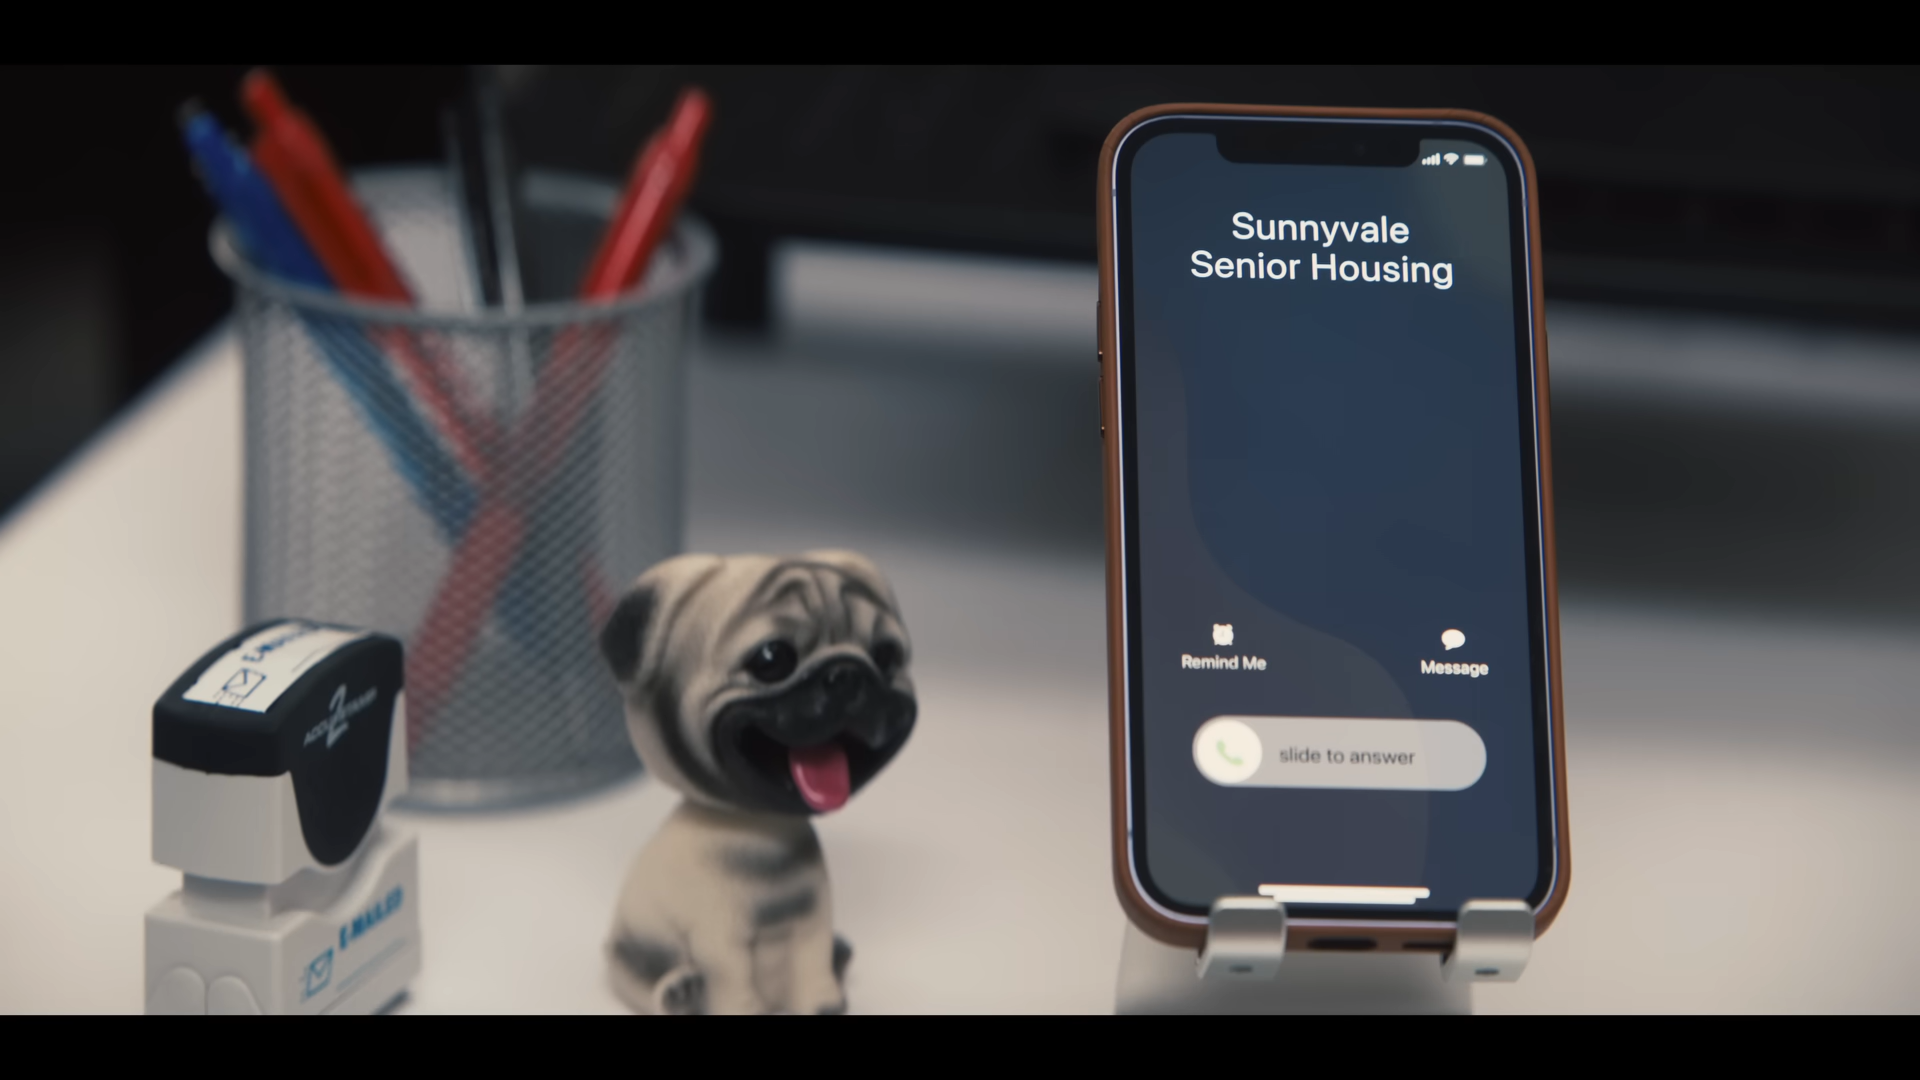 Sunnyvale
Senior Housing
Remind Me
Message
slide to answer
E-MAILED